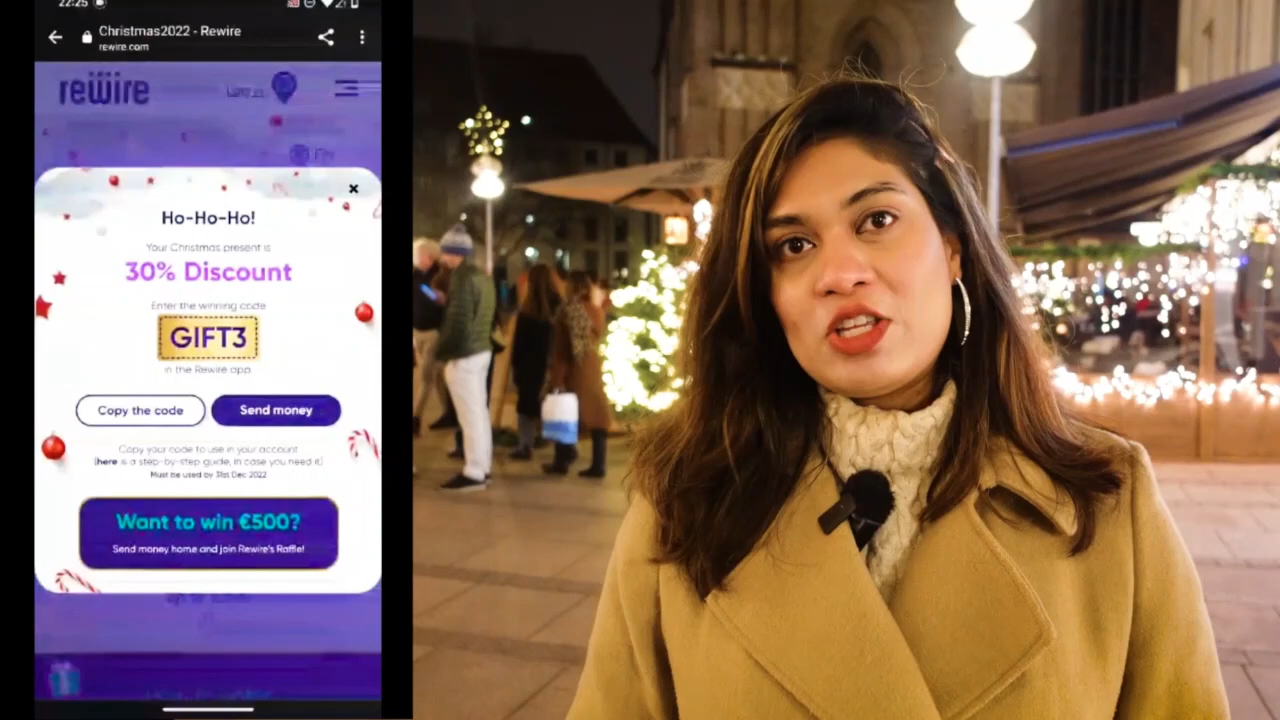 22:25
Christmas2022 - Rewire
rewire.com
rewire
Ho-Ho-Ho!
Your Christmas present is
30% Discount
Enter the winning code
GIFT3
in the Rewire app
Copy the code
Send money
Copy your code to use in your account
(here is a step-by-step guide, in case you need it)
Must be used by 31st Dec 2022
Want to win €500?
Send money home and join Rewire's Raffle!